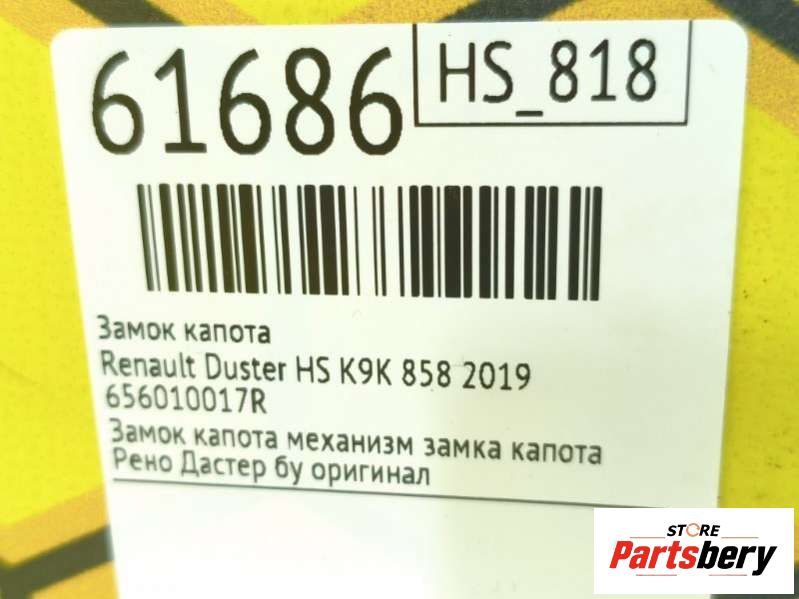 61686
HS_818
Замок капота
Renault Duster HS K9K 858 2019
656010017R
Замок капота механизм замка капота
Рено Дастер бу оригинал
STORE
Partsbery